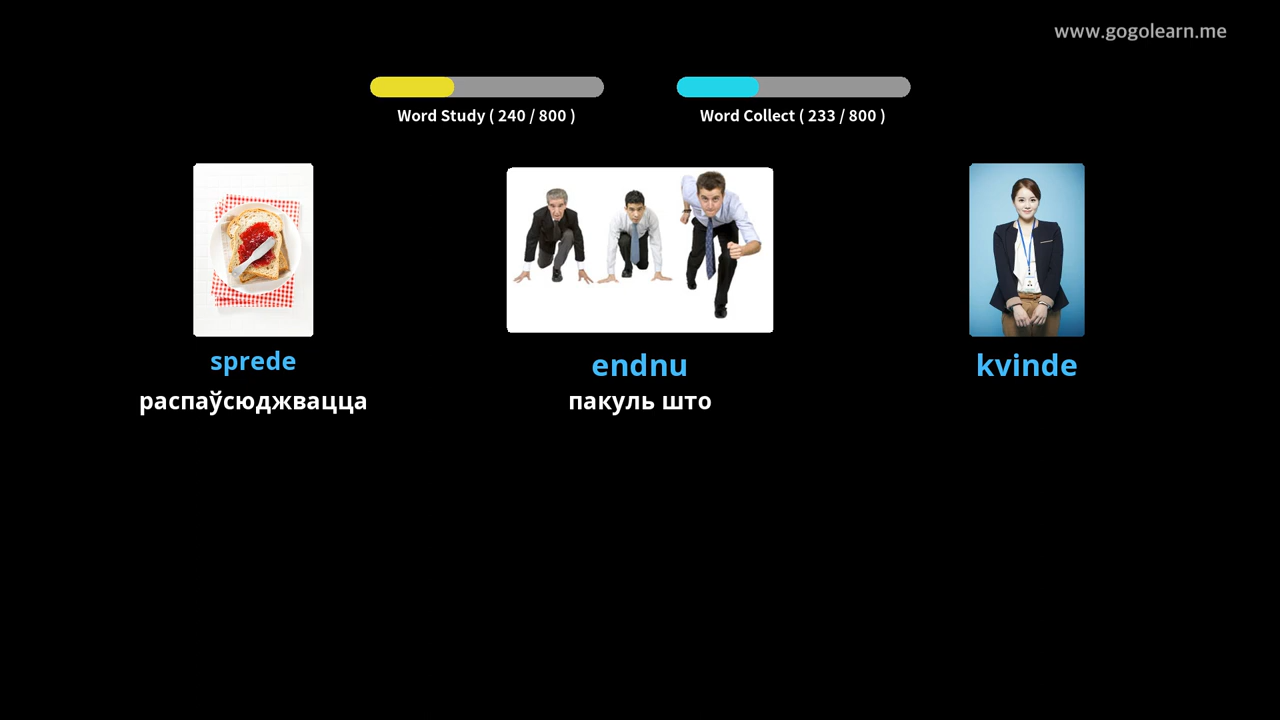 www.gogolearn.me
Word Study ( 240 / 800 )
Word Collect ( 233 / 800 )
sprede
endnu
kvinde
распаўсюджвацца
пакуль што